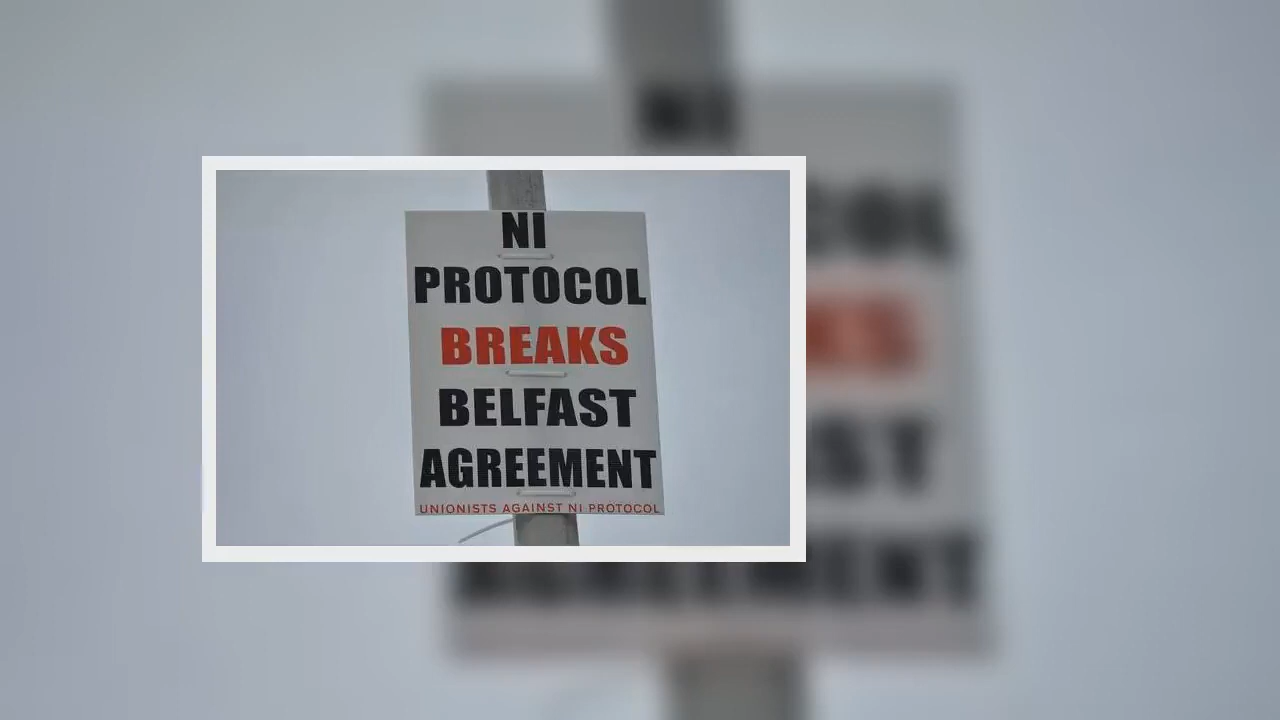 NI
PROTOCOL
BREAKS
BELFAST
AGREEMENT
UNIONISTS AGAINST NI PROTOCOL